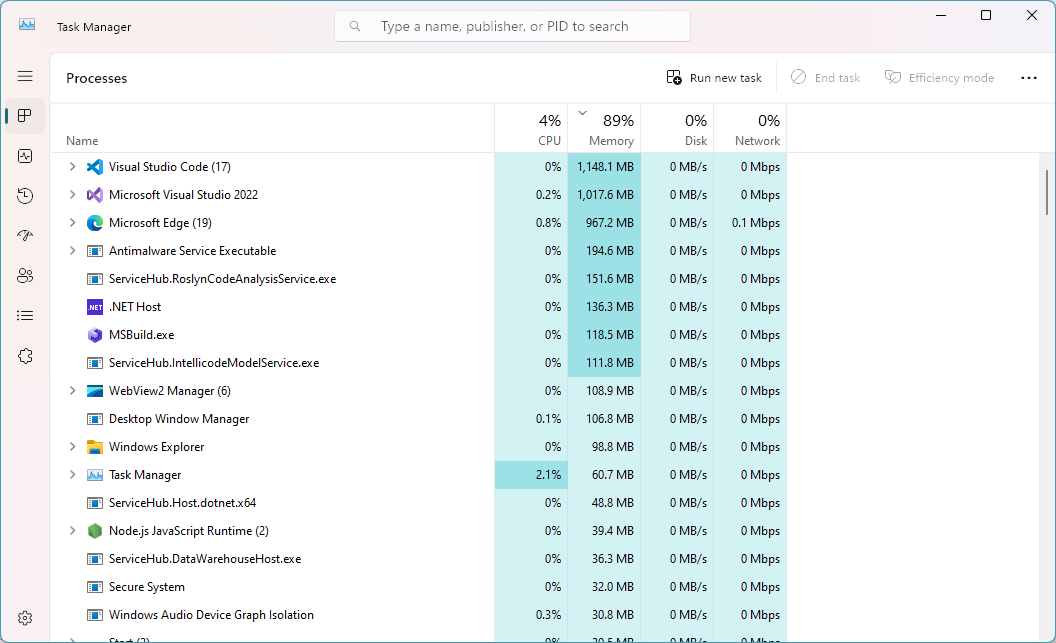 Task Manager
Type a name, publisher, or PID to search
Processes
Run new task
End task
Efficiency mode
4% 89% 0% 0%
Name CPU Memory Disk Network
Visual Studio Code (17) 0% 1,148.1 MB 0 MB/s 0 Mbps
Microsoft Visual Studio 2022 0.2% 1,017.6 MB 0 MB/s 0 Mbps
Microsoft Edge (19) 0.8% 967.2 MB 0 MB/s 0.1 Mbps
Antimalware Service Executable 0% 194.6 MB 0 MB/s 0 Mbps
ServiceHub.RoslynCodeAnalysisService.exe 0% 151.6 MB 0 MB/s 0 Mbps
.NET .NET Host 0% 136.3 MB 0 MB/s 0 Mbps
MSBuild.exe 0% 118.5 MB 0 MB/s 0 Mbps
ServiceHub.IntellicodeModelService.exe 0% 111.8 MB 0 MB/s 0 Mbps
WebView2 Manager (6) 0% 108.9 MB 0 MB/s 0 Mbps
Desktop Window Manager 0.1% 106.8 MB 0 MB/s 0 Mbps
Windows Explorer 0% 98.8 MB 0 MB/s 0 Mbps
Task Manager 2.1% 60.7 MB 0 MB/s 0 Mbps
ServiceHub.Host.dotnet.x64 0% 48.8 MB 0 MB/s 0 Mbps
Node.js JavaScript Runtime (2) 0% 39.4 MB 0 MB/s 0 Mbps
ServiceHub.DataWarehouseHost.exe 0% 36.3 MB 0 MB/s 0 Mbps
Secure System 0% 32.0 MB 0 MB/s 0 Mbps
Windows Audio Device Graph Isolation 0.3% 30.8 MB 0 MB/s 0 Mbps